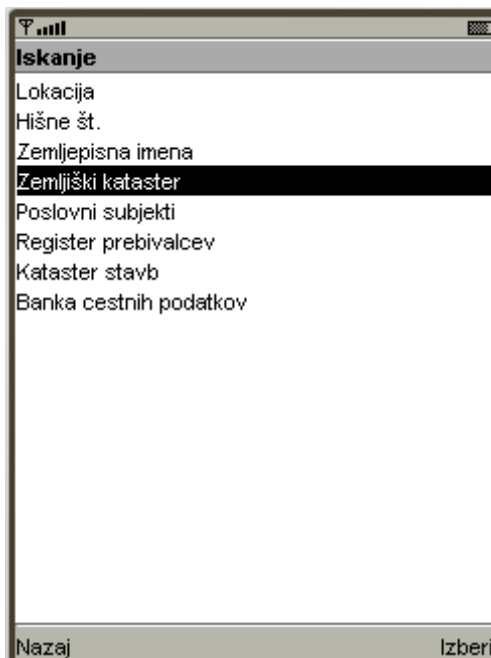 Iskanje
Lokacija
Hišne št.
Zemljepisna imena
Zemljiški kataster
Poslovni subjekti
Register prebivalcev
Kataster stavb
Banka cestnih podatkov
Nazaj Izberi